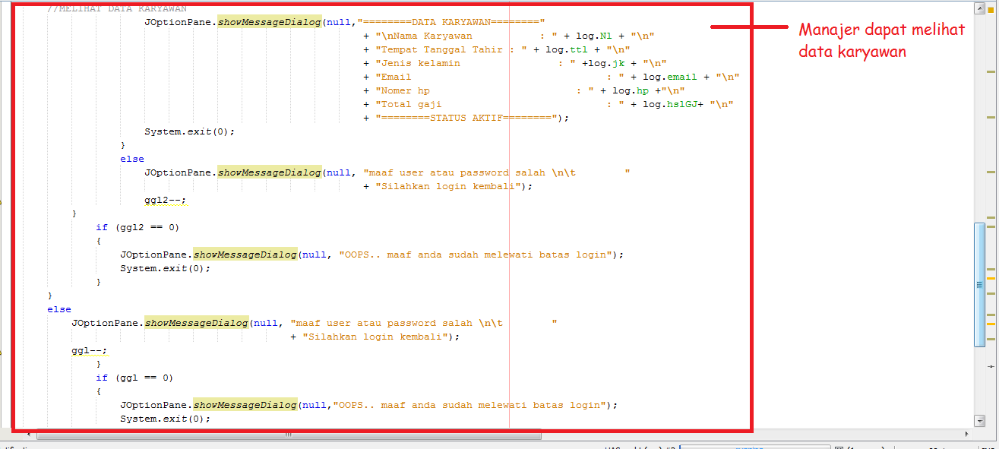 //MELIHAT DATA KARYAWAN
JOptionPane.showMessageDialog(null,"========DATA KARYAWAN========"
+ "\nNama Karyawan : " + log.Nl + "\n"
+ "Tempat Tanggal Tahir : " + log.ttl + "\n"
+ "Jenis kelamin : " +log.jk + "\n"
+ "Email : " + log.email + "\n"
+ "Nomer hp : " + log.hp +"\n"
+ "Total gaji : " + log.hslGJ+ "\n"
+ "========STATUS AKTIF========");
System.exit(0);
}
else
JOptionPane.showMessageDialog(null, "maaf user atau password salah \n\t "
+ "Silahkan login kembali");
ggl2--;
}
if (ggl2 == 0)
{
JOptionPane.showMessageDialog(null, "OOPS.. maaf anda sudah melewati batas login");
System.exit(0);
}
}
else
JOptionPane.showMessageDialog(null, "maaf user atau password salah \n\t "
+ "Silahkan login kembali");
ggl--;
}
if (ggl == 0)
{
JOptionPane.showMessageDialog(null,"OOPS.. maaf anda sudah melewati batas login");
System.exit(0);
Manajer dapat melihat
data karyawan